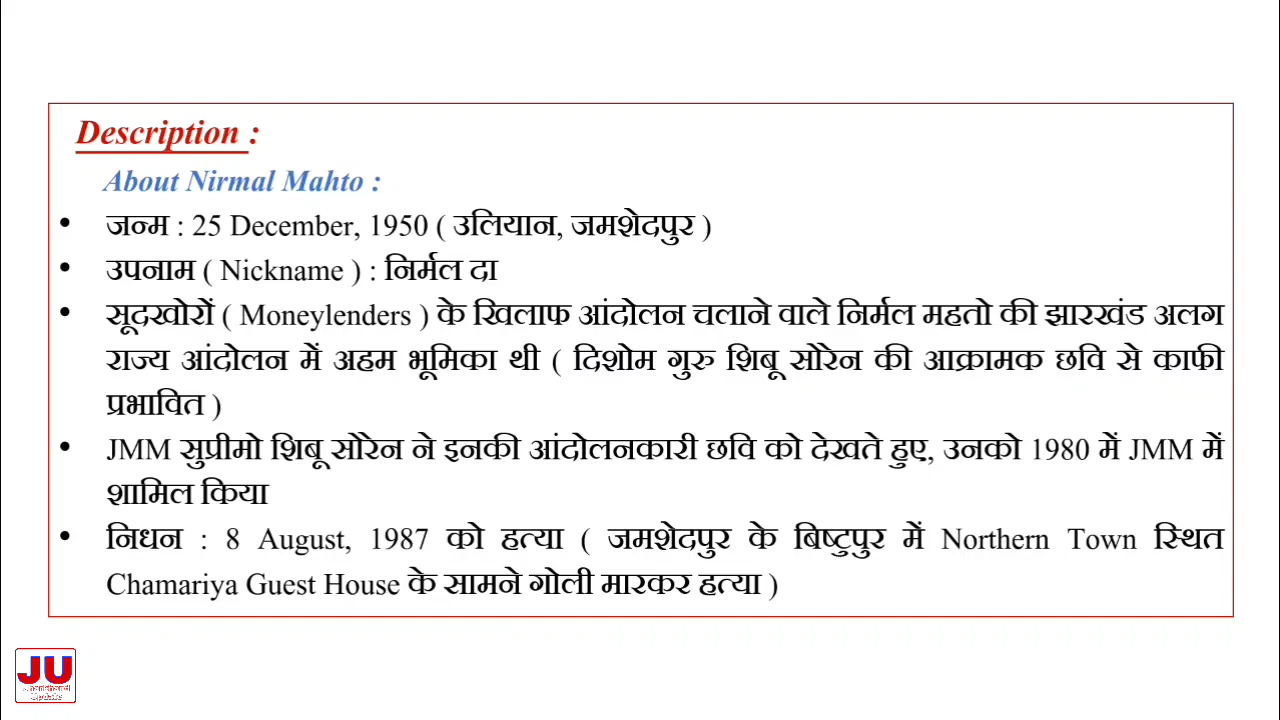 Description :
About Nirmal Mahto :
• जन्म : 25 December, 1950 ( उलियान, जमशेदपुर )
• उपनाम ( Nickname ) : निर्मल दा
• सूदखोरों ( Moneylenders ) के खिलाफ आंदोलन चलाने वाले निर्मल महतो की झारखंड अलग
राज्य आंदोलन में अहम भूमिका थी ( दिशोम गुरु शिबू सोरेन की आक्रामक छवि से काफी
प्रभावित )
• JMM सुप्रीमो शिबू सोरेन ने इनकी आंदोलनकारी छवि को देखते हुए, उनको 1980 में JMM में
शामिल किया
• निधन : 8 August, 1987 को हत्या ( जमशेदपुर के बिष्टुपुर में Northern Town स्थित
Chamariya Guest House के सामने गोली मारकर हत्या )
JU
Jharkhand
Updates